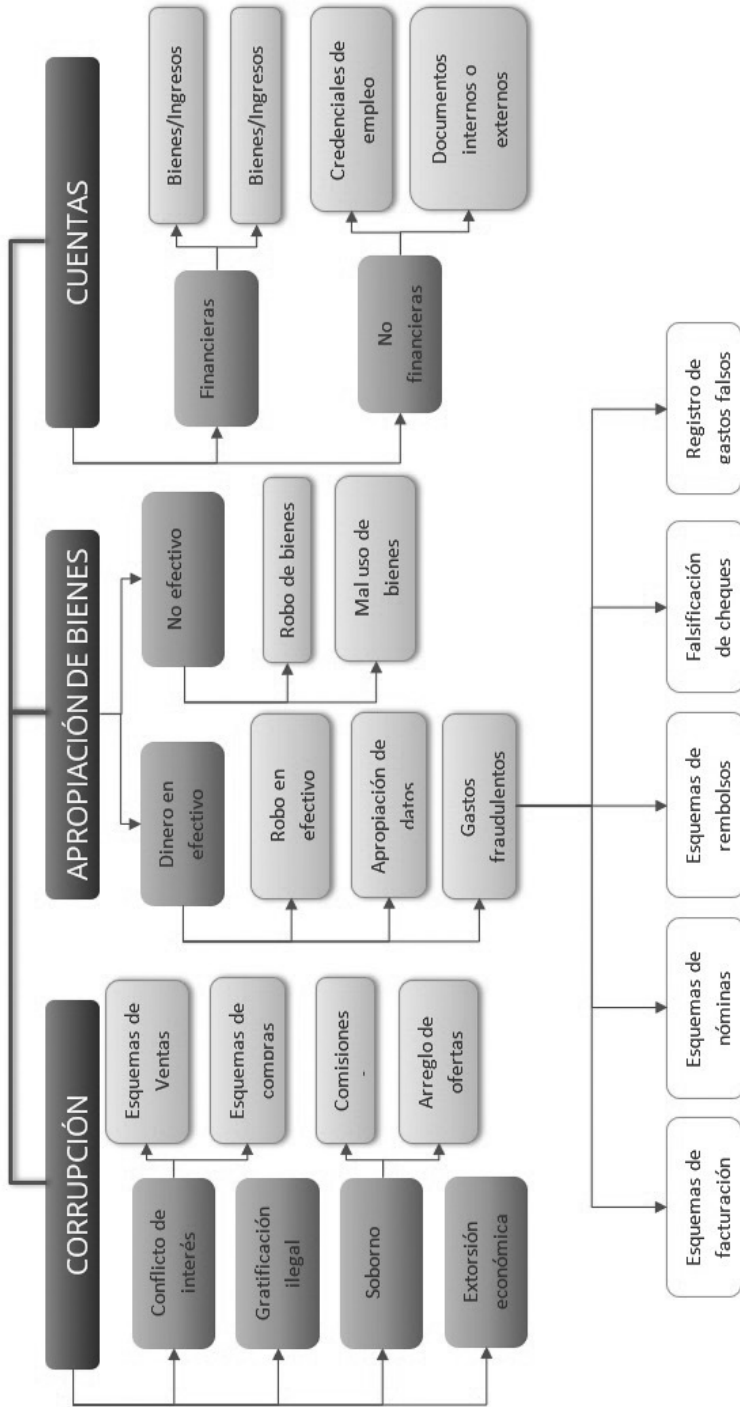 CORRUPCIÓN
Conflicto de
interés
Esquemas de
Ventas
Esquemas de
compras
Gratificación
ilegal
Soborno
Comisiones
Arreglo de
ofertas
Extorsión
económica
APROPIACIÓN DE BIENES
Dinero en
efectivo
Robo en
efectivo
Apropiación de
datos
Gastos
fraudulentos
No efectivo
Robo de bienes
Mal uso de
bienes
CUENTAS
Financieras
Bienes/Ingresos
Bienes/Ingresos
No
financieras
Credenciales de
empleo
Documentos
internos o
externos
Esquemas de
facturación
Esquemas de
nóminas
Esquemas de
rembolsos
Falsificación
de cheques
Registro de
gastos falsos